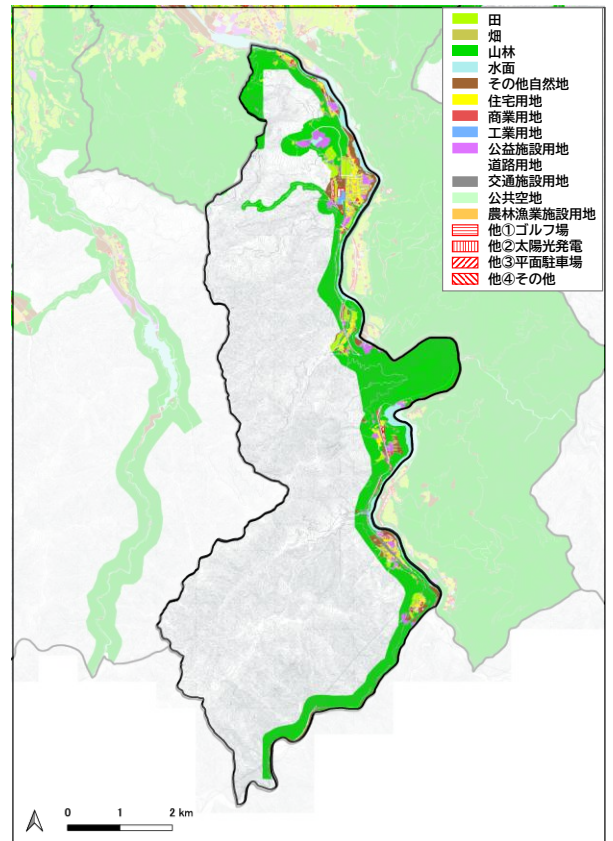 田
畑
山林
水面
その他自然地
住宅用地
商業用地
工業用地
公益施設用地
道路用地
交通施設用地
公共空地
農林漁業施設用地
他①ゴルフ場
他②太陽光発電
他③平面駐車場
他④その他
0 1 2 km